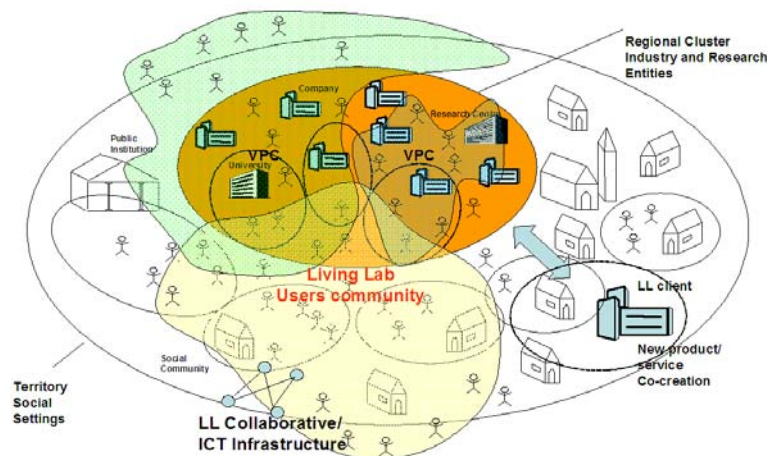 Regional Cluster
Industry and Research
Entities
Company
Research Centre
Public
Institution
VPC
VPC
University
Living Lab
Users community
LL client
New product/
service
Co-creation
Social
Community
Territory
Social
Settings
LL Collaborative/
ICT Infrastructure